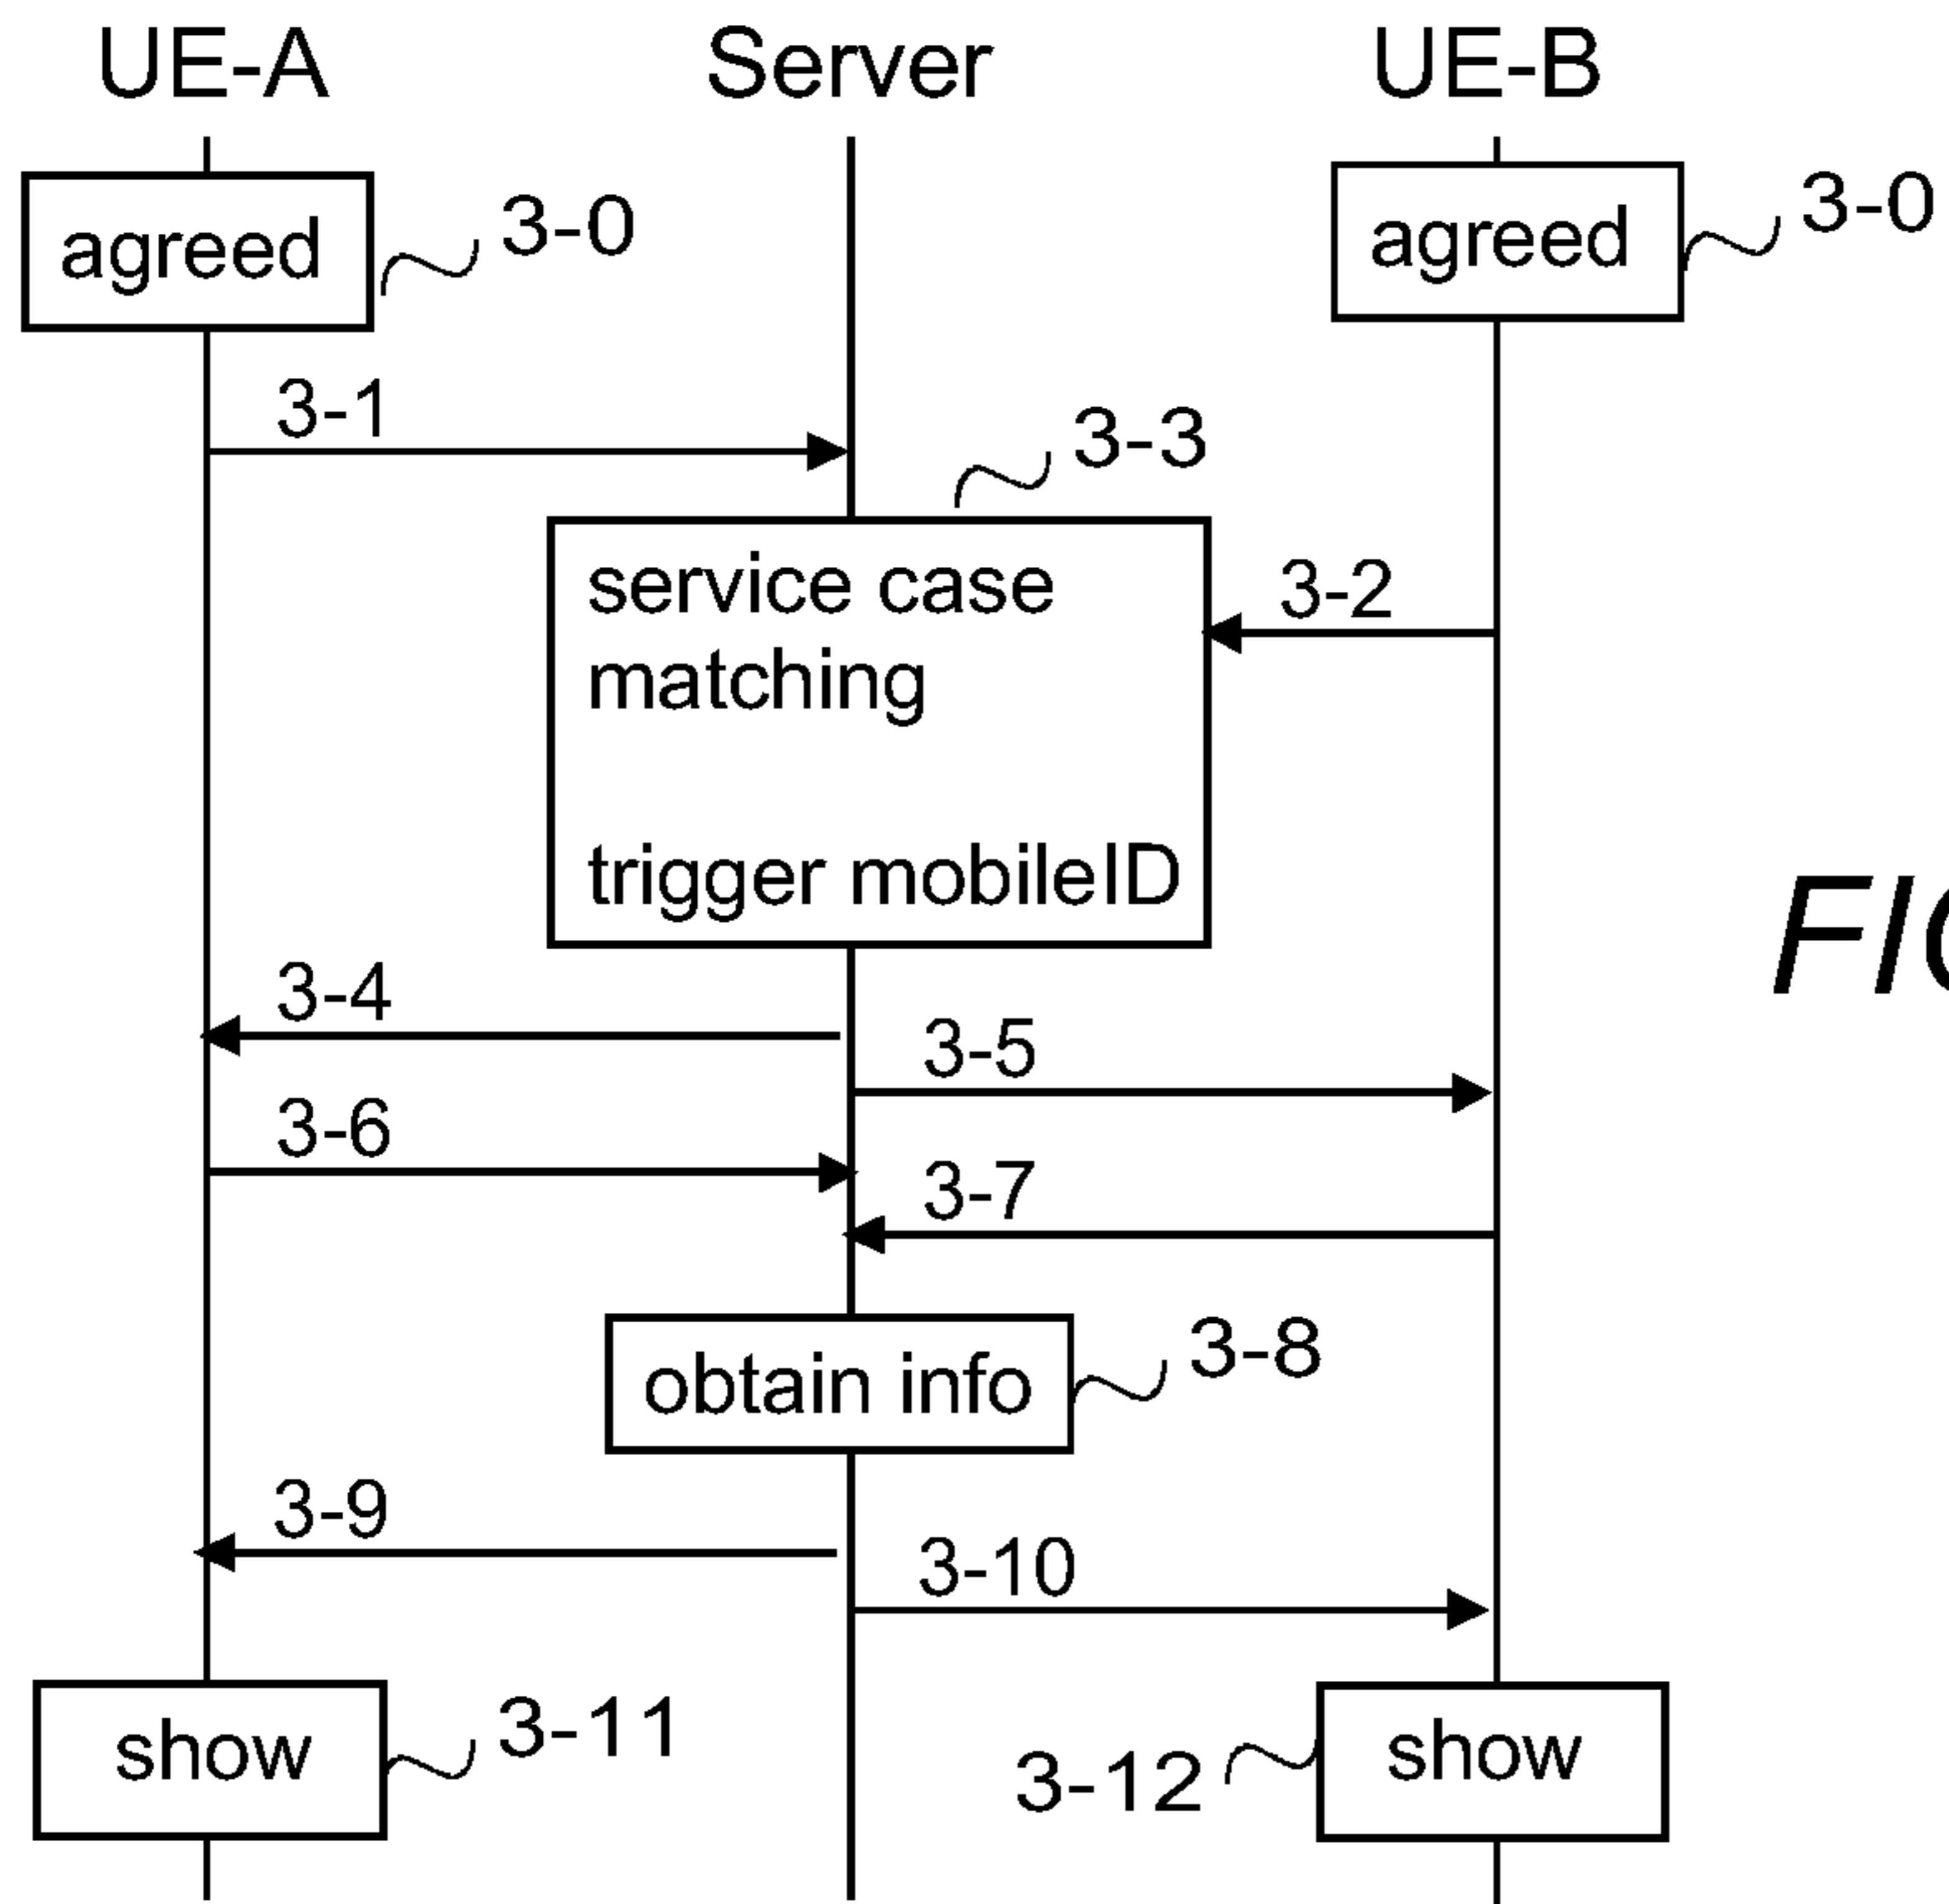 UE-A
Server
UE-B
agreed
3-0
agreed
3-0
3-1
3-3
service case
matching
3-2
trigger mobileID
3-4
3-5
3-6
3-7
obtain info
3-8
3-9
3-10
show
3-11
3-12
show